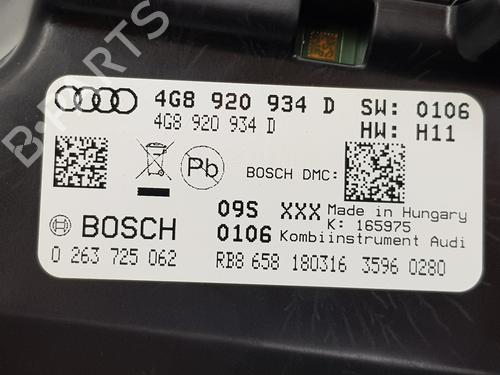 B-PARTS
4G8 920 934 D SW: 0106
4G8 920 934 D HW: H11
Pb BOSCH DMC:
BOSCH 09S XXX Made in Hungary
K: 165975
0106 Kombiinstrument Audi
0 263 725 062 RB8 658 180316 3596 0280